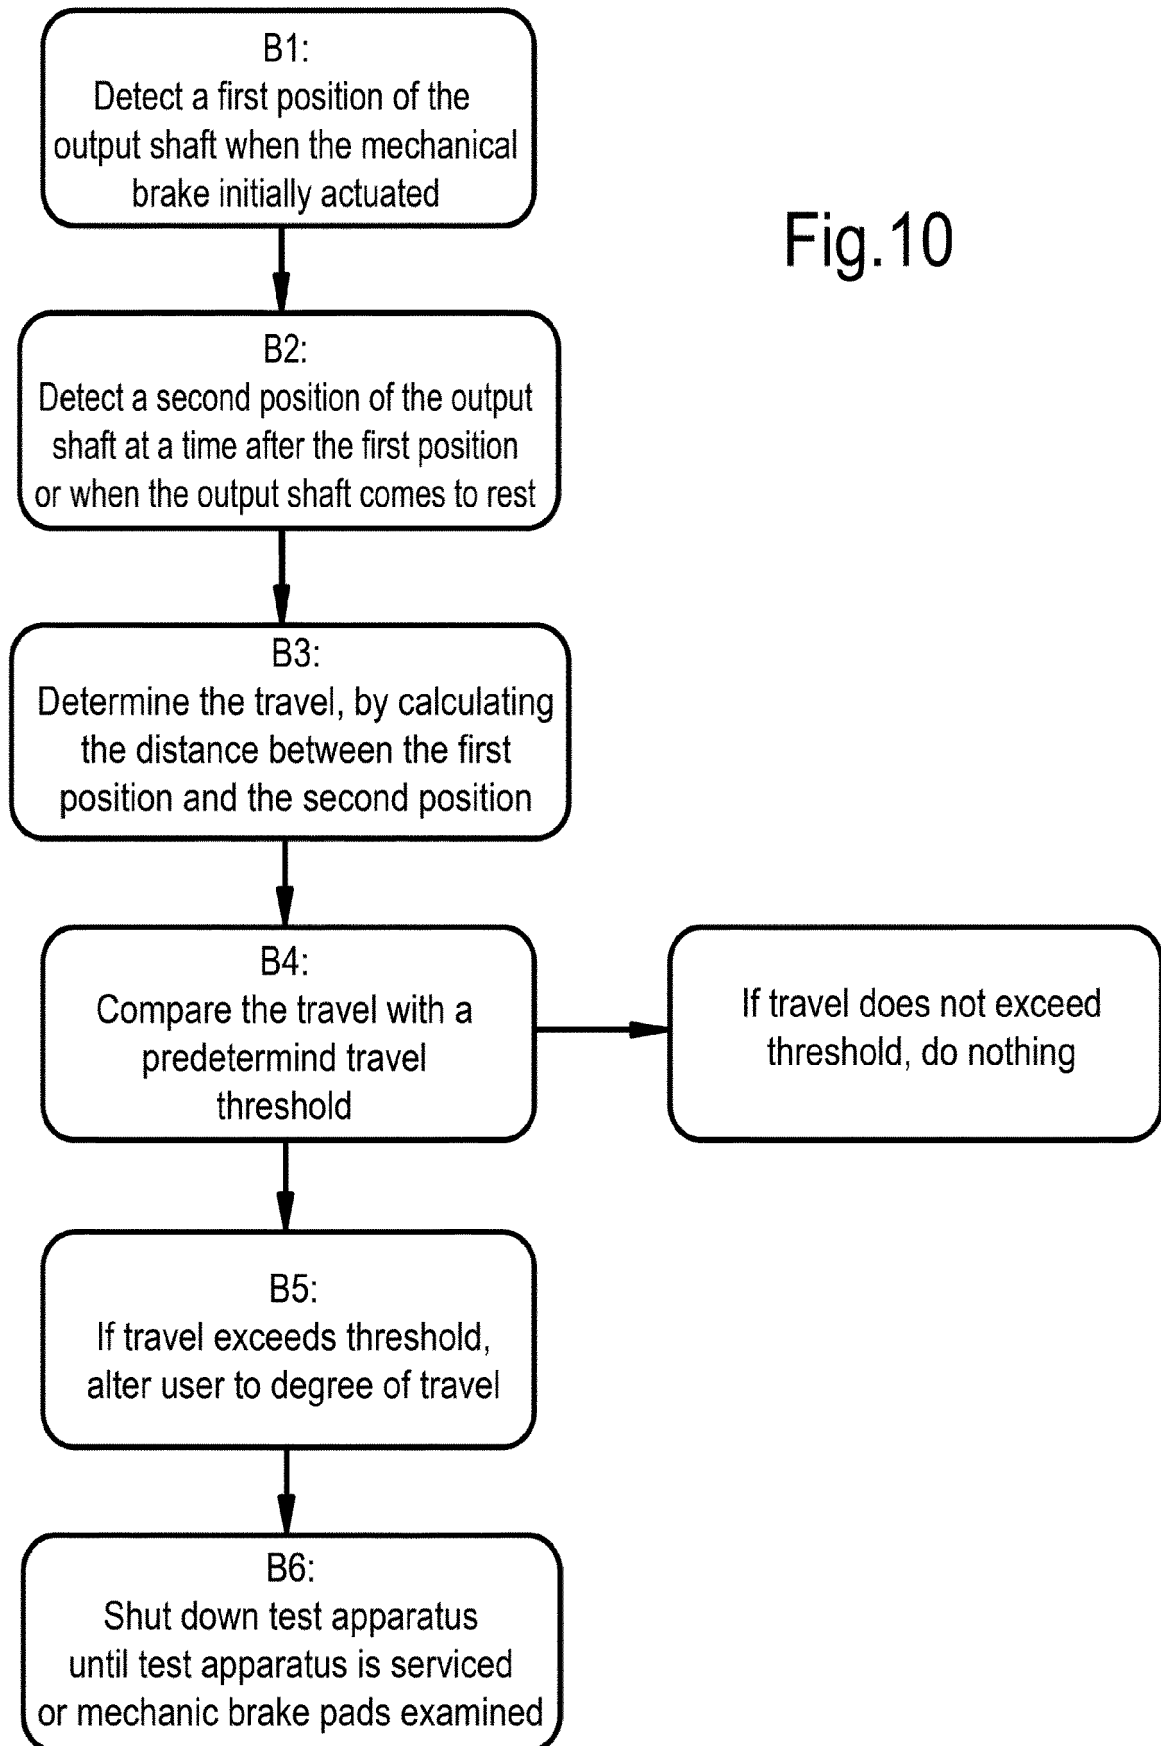 B1:
Detect a first position of the
output shaft when the mechanical
brake initially actuated
Fig.10
B2:
Detect a second position of the output
shaft at a time after the first position
or when the output shaft comes to rest
B3:
Determine the travel, by calculating
the distance between the first
position and the second position
B4:
Compare the travel with a
predetermind travel
threshold
If travel does not exceed
threshold, do nothing
B5:
If travel exceeds threshold,
alter user to degree of travel
B6:
Shut down test apparatus
until test apparatus is serviced
or mechanic brake pads examined